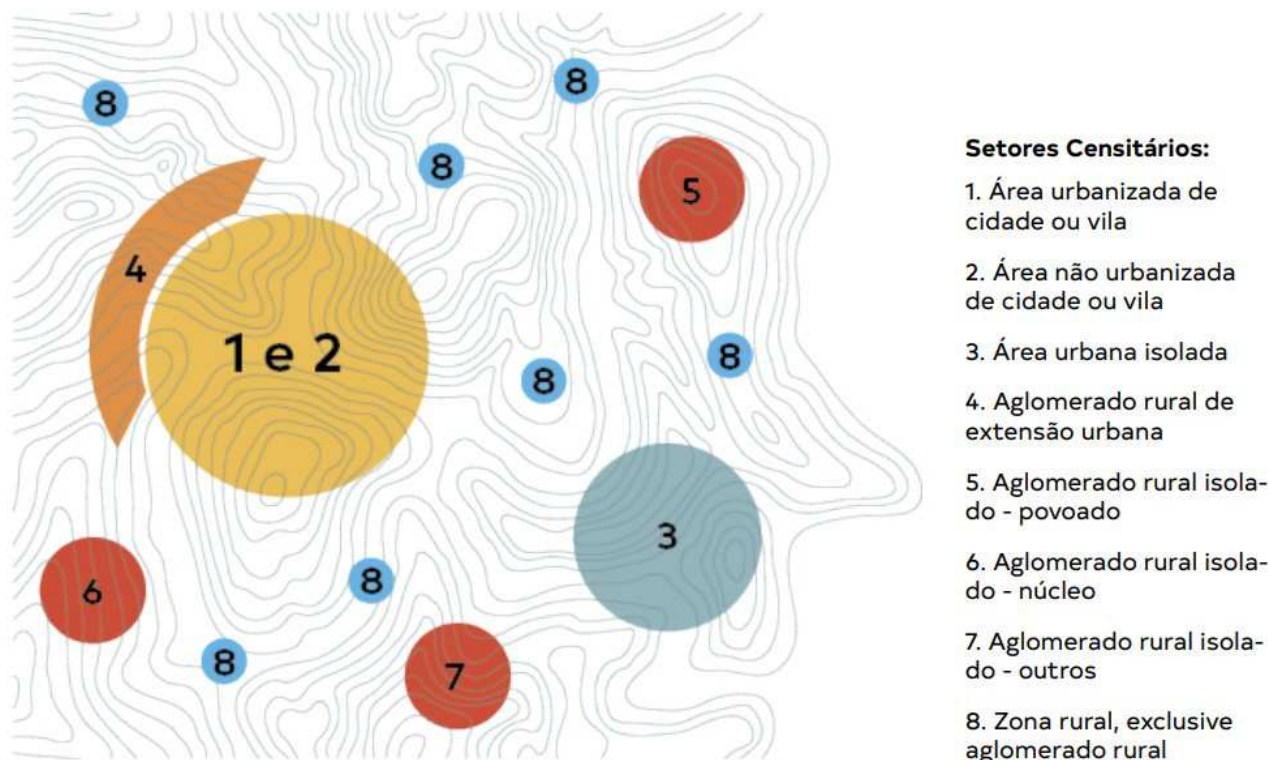 8
8
8
5
4
1 e 2
8
8
3
8
6
8
7
Setores Censitários:
1. Área urbanizada de
cidade ou vila
2. Área não urbanizada
de cidade ou vila
3. Área urbana isolada
4. Aglomerado rural de
extensão urbana
5. Aglomerado rural isola-
do - povoado
6. Aglomerado rural isola-
do - núcleo
7. Aglomerado rural isola-
do - outros
8. Zona rural, exclusive
aglomerado rural